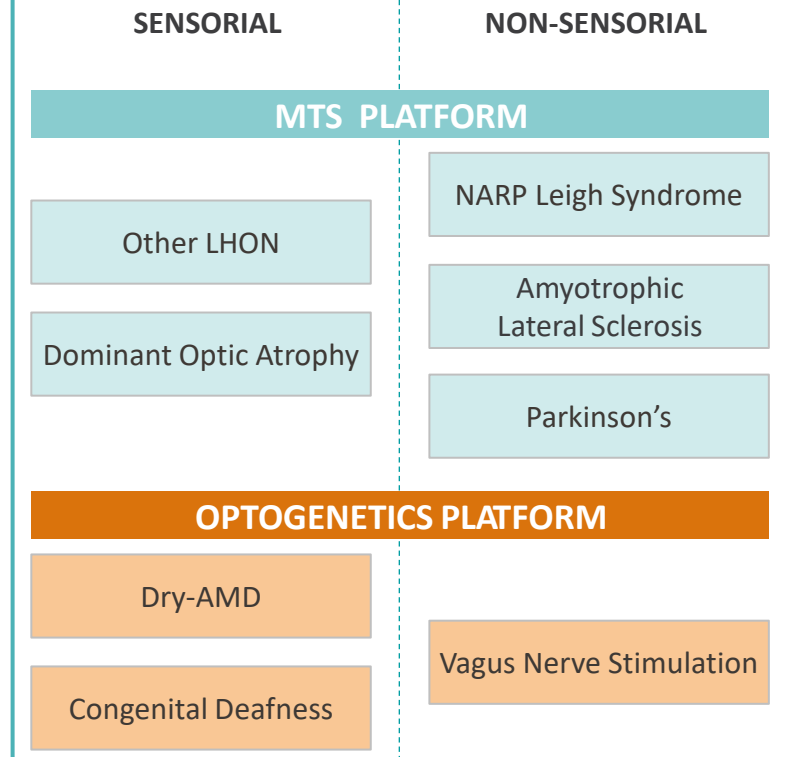 SENSORIAL
NON-SENSORIAL
MTS PLATFORM
Other LHON
Dominant Optic Atrophy
NARP Leigh Syndrome
Amyotrophic
Lateral Sclerosis
Parkinson’s
OPTOGENETICS PLATFORM
Dry-AMD
Congenital Deafness
Vagus Nerve Stimulation